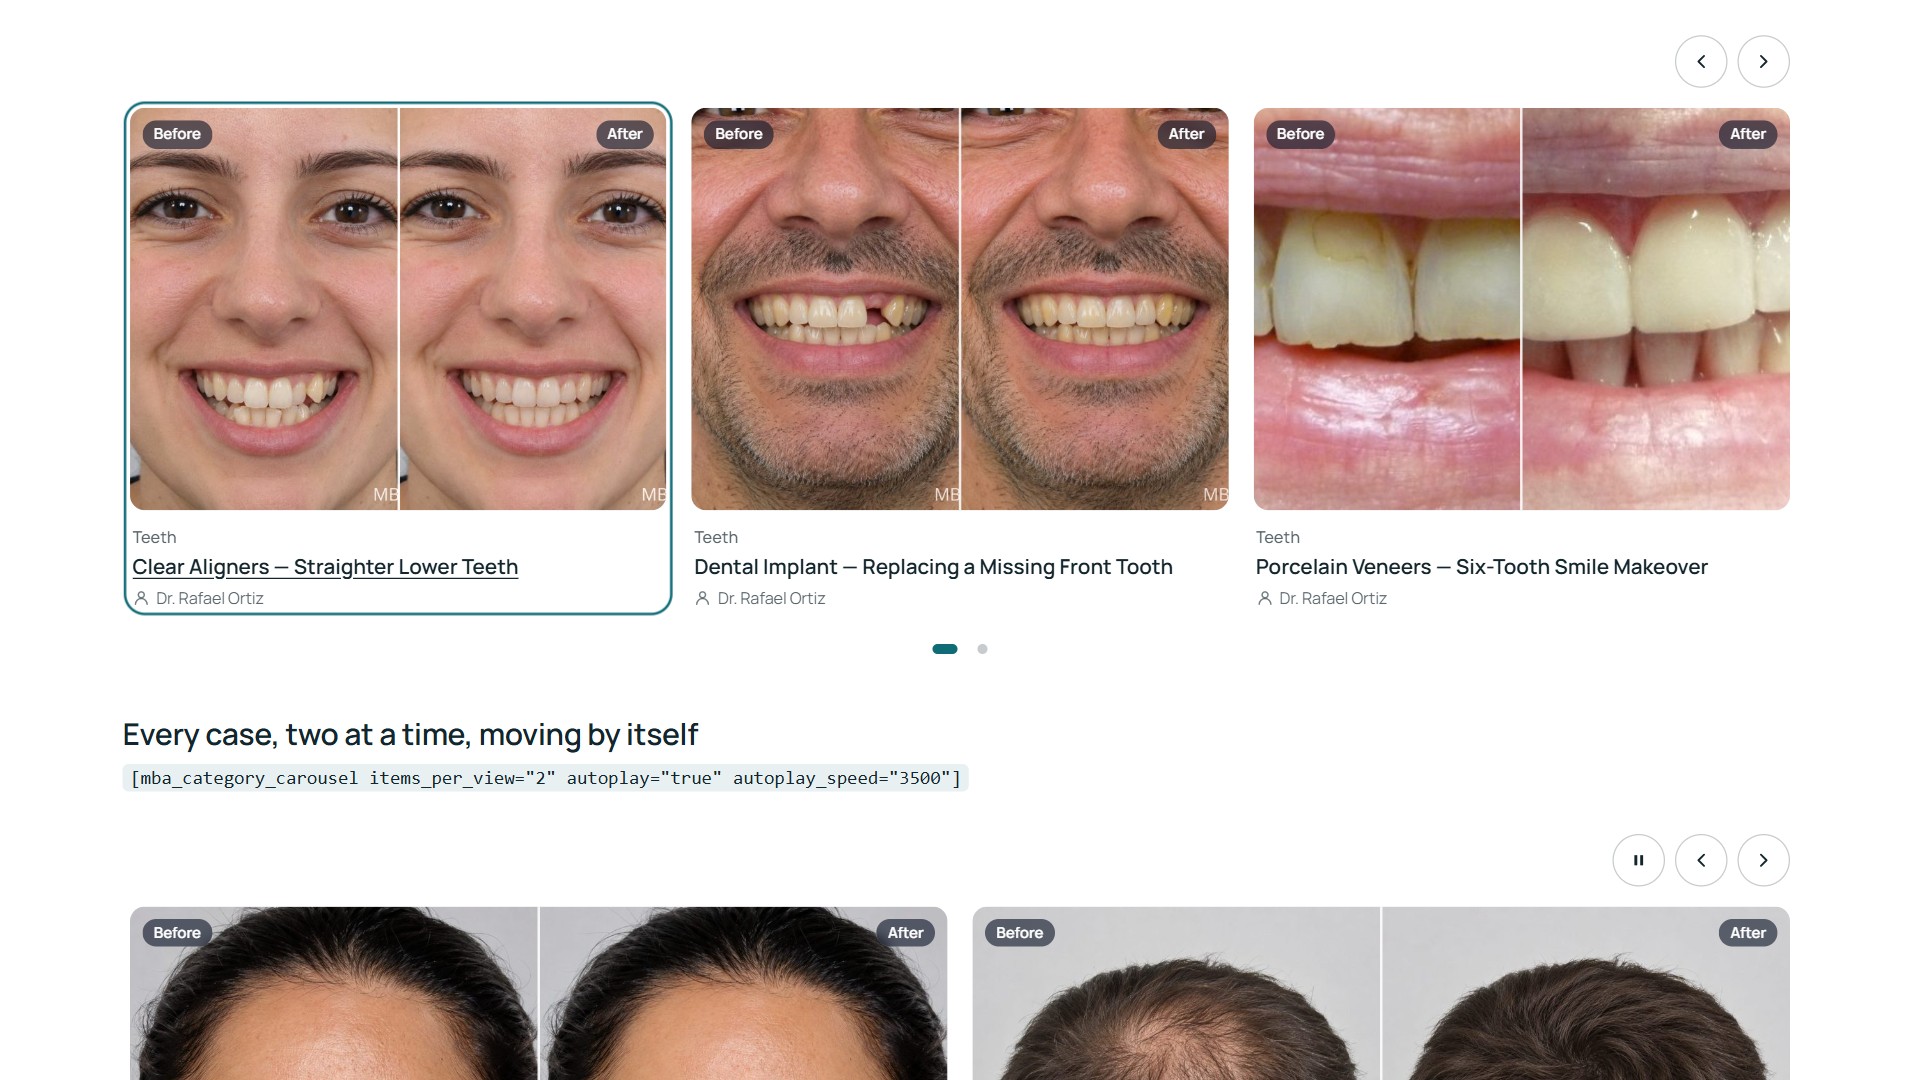 Before
After
Before
After
Before
After
MB
MB
MB
MB
Teeth
Clear Aligners — Straighter Lower Teeth
Dr. Rafael Ortiz
Teeth
Dental Implant — Replacing a Missing Front Tooth
Dr. Rafael Ortiz
Teeth
Porcelain Veneers — Six-Tooth Smile Makeover
Dr. Rafael Ortiz
Every case, two at a time, moving by itself
[mba_category_carousel items_per_view="2" autoplay="true" autoplay_speed="3500"]
Before
After
Before
After